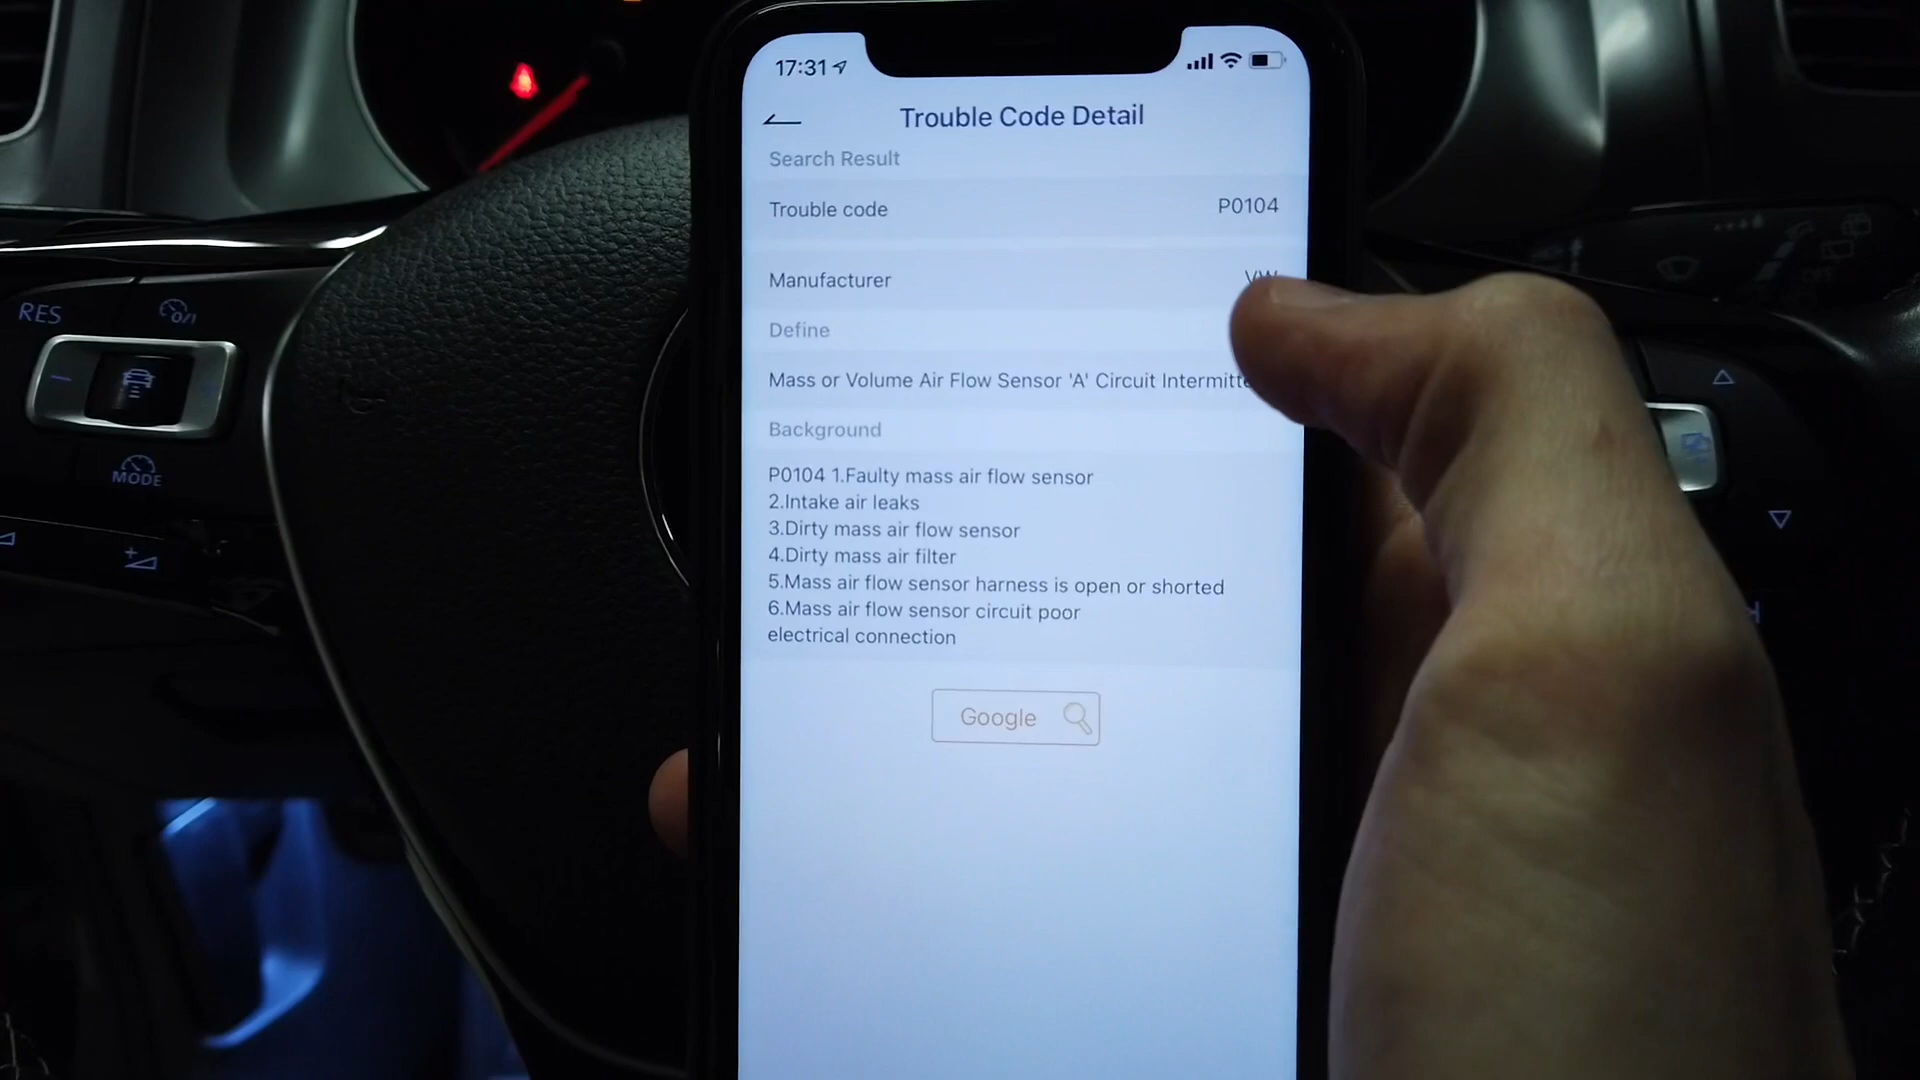 17:31
Trouble Code Detail
Search Result
Trouble code P0104
Manufacturer VW
Define
Mass or Volume Air Flow Sensor 'A' Circuit
Background
P0104 1.Faulty mass air flow sensor
2.Intake air leaks
3.Dirty mass air flow sensor
4.Dirty mass air filter
5.Mass air flow sensor harness is open or shorted
6.Mass air flow sensor circuit poor
electrical connection
Google
RES
MODE